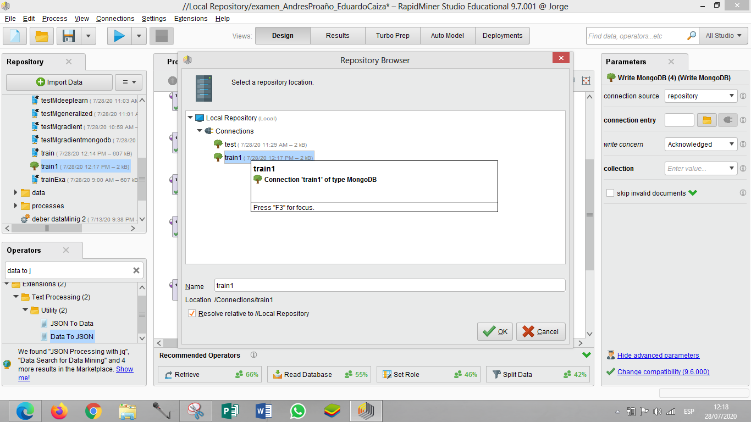 //Local Repository/examen_AndresProaño_EduardoCaiza* – RapidMiner Studio Educational 9.7.001 @ Jorge
File Edit Process View Connections Settings Extensions Help
Views: Design Results Turbo Prep Auto Model Deployments
Find data, operators...etc
All Studio
Repository
Import Data
testMdeeplearn (7/28/20 11:03 AM
testMgeneralized (7/28/20 11:01 A
testMgradient (7/28/20 10:58 AM –
testMgradientmongodb (7/28/20
train (7/28/20 12:14 PM – 607 kB)
train1 (7/28/20 12:17 PM – 2 kB)
trainExa (7/28/20 9:00 AM – 607 kB
data
processes
deber dataMinig 2 (7/13/20 9:38 PM
Operators
data to j
Extensions (2)
Text Processing (2)
Utility (2)
JSON To Data
Data To JSON
We found "JSON Processing with jq",
"Data Search for Data Mining" and 4
more results in the Marketplace. Show
me!
Pro
Repository Browser
Select a repository location.
Local Repository (Local)
Connections
test (7/28/20 11:29 AM – 2 kB)
train1 (7/28/20 12:17 PM – 2 kB)
train1
Connection 'train1' of type MongoDB
Press "F3" for focus.
Name train1
Location /Connections/train1
Resolve relative to //Local Repository
OK Cancel
Recommended Operators
Retrieve 66%
Read Database 55%
Set Role 46%
Split Data 42%
Parameters
Write MongoDB (4) (Write MongoDB)
connection source repository
connection entry
write concern Acknowledged
collection Enter value...
skip invalid documents
Hide advanced parameters
Change compatibility (9.6.000)
ESP
12:18
28/07/2020